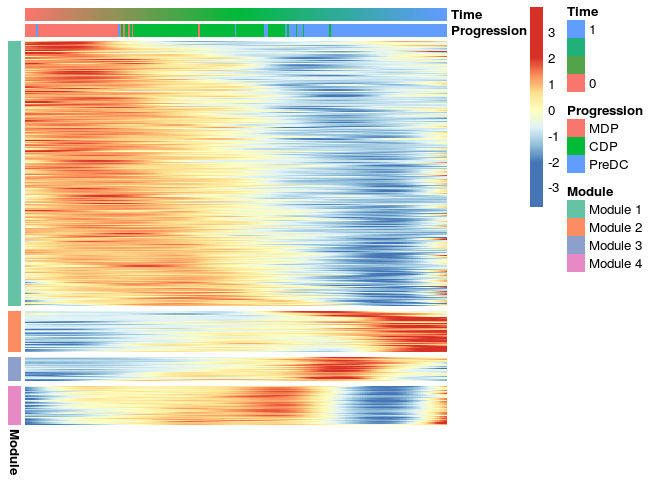 Time
Progression
3
2
1
0
-1
-2
-3
Time
1
0
Progression
MDP
CDP
PreDC
Module
Module 1
Module 2
Module 3
Module 4
Module